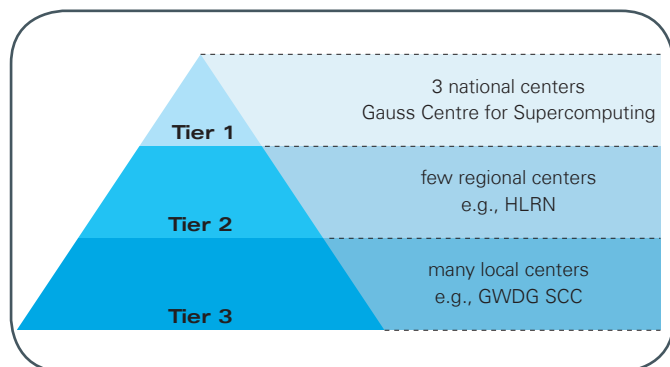 3 national centers
Gauss Centre for Supercomputing
Tier 1
few regional centers
e.g., HLRN
Tier 2
many local centers
e.g., GWDG SCC
Tier 3